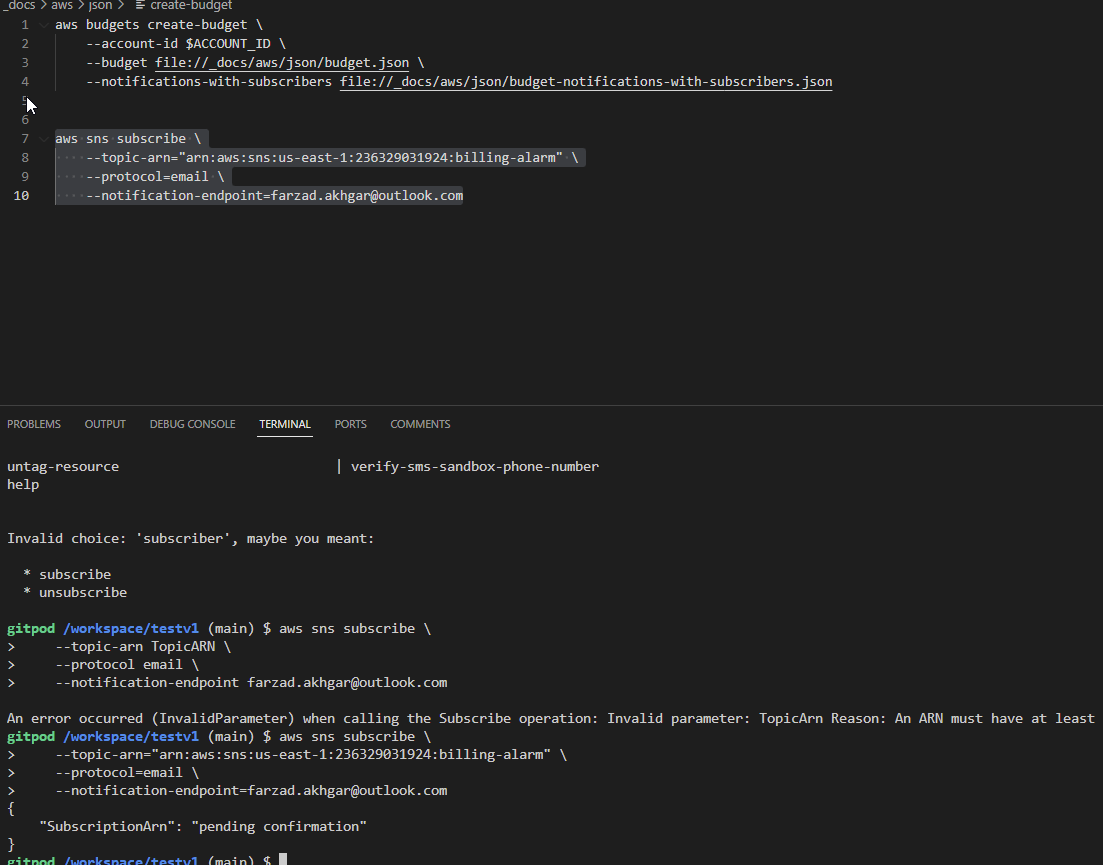 _docs > aws > json > create-budget
1 aws budgets create-budget \
2 --account-id $ACCOUNT_ID \
3 --budget file://_docs/aws/json/budget.json \
4 --notifications-with-subscribers file://_docs/aws/json/budget-notifications-with-subscribers.json
5
6
7 aws sns subscribe \
8 --topic-arn="arn:aws:sns:us-east-1:236329031924:billing-alarm" \
9 --protocol=email \
10 --notification-endpoint=farzad.akhgar@outlook.com
PROBLEMS OUTPUT DEBUG CONSOLE TERMINAL PORTS COMMENTS
untag-resource | verify-sms-sandbox-phone-number
help
Invalid choice: 'subscriber', maybe you meant:
* subscribe
* unsubscribe
gitpod /workspace/testv1 (main) $ aws sns subscribe \
> --topic-arn TopicARN \
> --protocol email \
> --notification-endpoint farzad.akhgar@outlook.com
An error occurred (InvalidParameter) when calling the Subscribe operation: Invalid parameter: TopicArn Reason: An ARN must have at least
gitpod /workspace/testv1 (main) $ aws sns subscribe \
> --topic-arn="arn:aws:sns:us-east-1:236329031924:billing-alarm" \
> --protocol=email \
> --notification-endpoint=farzad.akhgar@outlook.com
{
"SubscriptionArn": "pending confirmation"
}
gitpod /workspace/testv1 (main) $